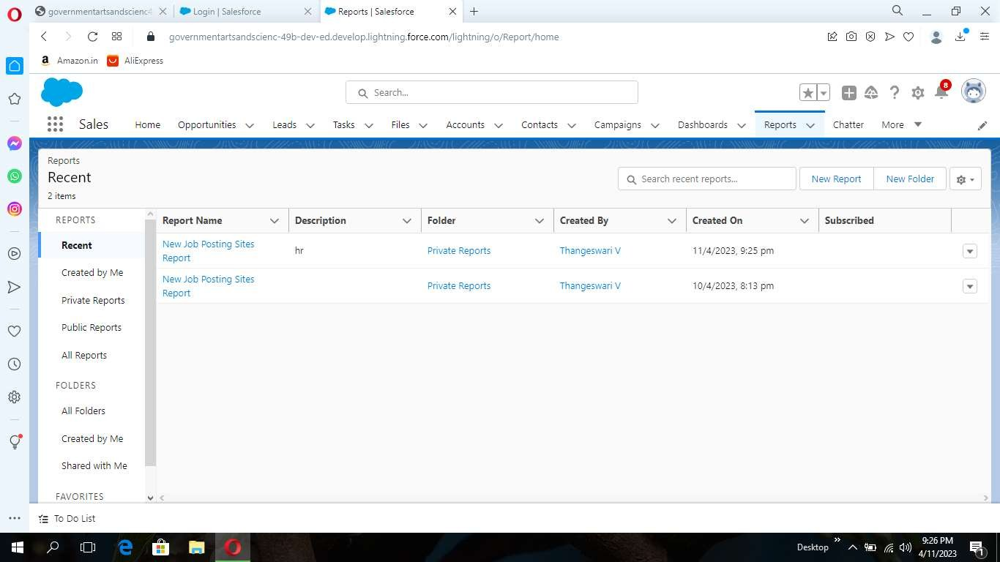 governmentartsandscienc4
Login | Salesforce
Reports | Salesforce
governmentartsandscienc-49b-dev-ed.develop.lightning.force.com/lightning/o/Report/home
Amazon.in
AliExpress
Search...
8
Sales
Home
Opportunities
Leads
Tasks
Files
Accounts
Contacts
Campaigns
Dashboards
Reports
Chatter
More
Reports
Recent
2 items
Search recent reports...
New Report
New Folder
REPORTS
Recent
Created by Me
Private Reports
Public Reports
All Reports
FOLDERS
All Folders
Created by Me
Shared with Me
FAVORITES
Report Name
Description
Folder
Created By
Created On
Subscribed
New Job Posting Sites
Report
hr
Private Reports
Thangeswari V
11/4/2023, 9:25 pm
New Job Posting Sites
Report
Private Reports
Thangeswari V
10/4/2023, 8:13 pm
To Do List
Desktop
9:26 PM
4/11/2023
1